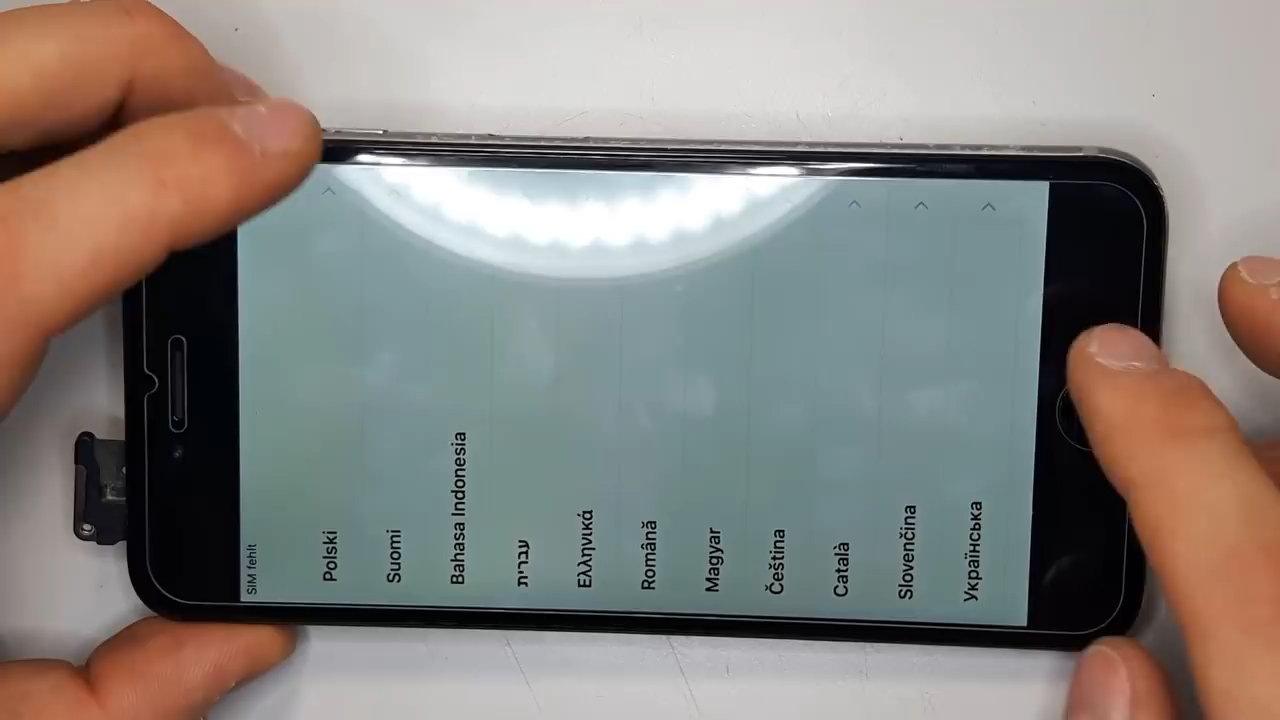 SIM fehlt
Polski
Suomi
Bahasa Indonesia
עברית
Ελληνικά
Română
Magyar
Čeština
Català
Slovenčina
Українська